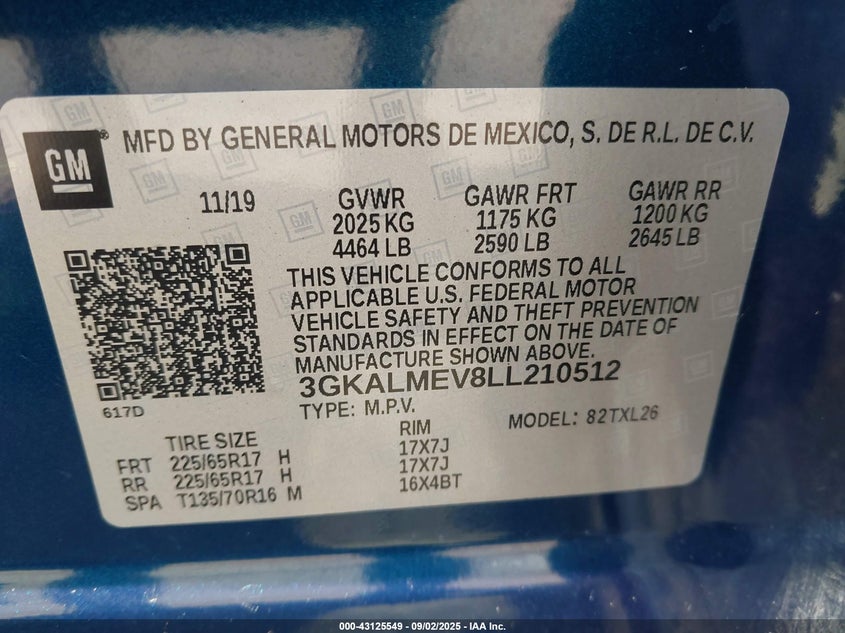 GM
MFD BY GENERAL MOTORS DE MEXICO, S. DE R.L. DE C.V.
11/19 GVWR GAWR FRT GAWR RR
2025 KG 1175 KG 1200 KG
4464 LB 2590 LB 2645 LB
THIS VEHICLE CONFORMS TO ALL
APPLICABLE U.S. FEDERAL MOTOR
VEHICLE SAFETY AND THEFT PREVENTION
STANDARDS IN EFFECT ON THE DATE OF
MANUFACTURE SHOWN ABOVE.
3GKALMEV8LL210512
617D
TYPE: M.P.V. MODEL: 82TXL26
TIRE SIZE RIM
FRT 225/65R17 H 17X7J
RR 225/65R17 H 17X7J
SPA T135/70R16 M 16X4BT
000-43125549 - 09/02/2025 - IAA Inc.